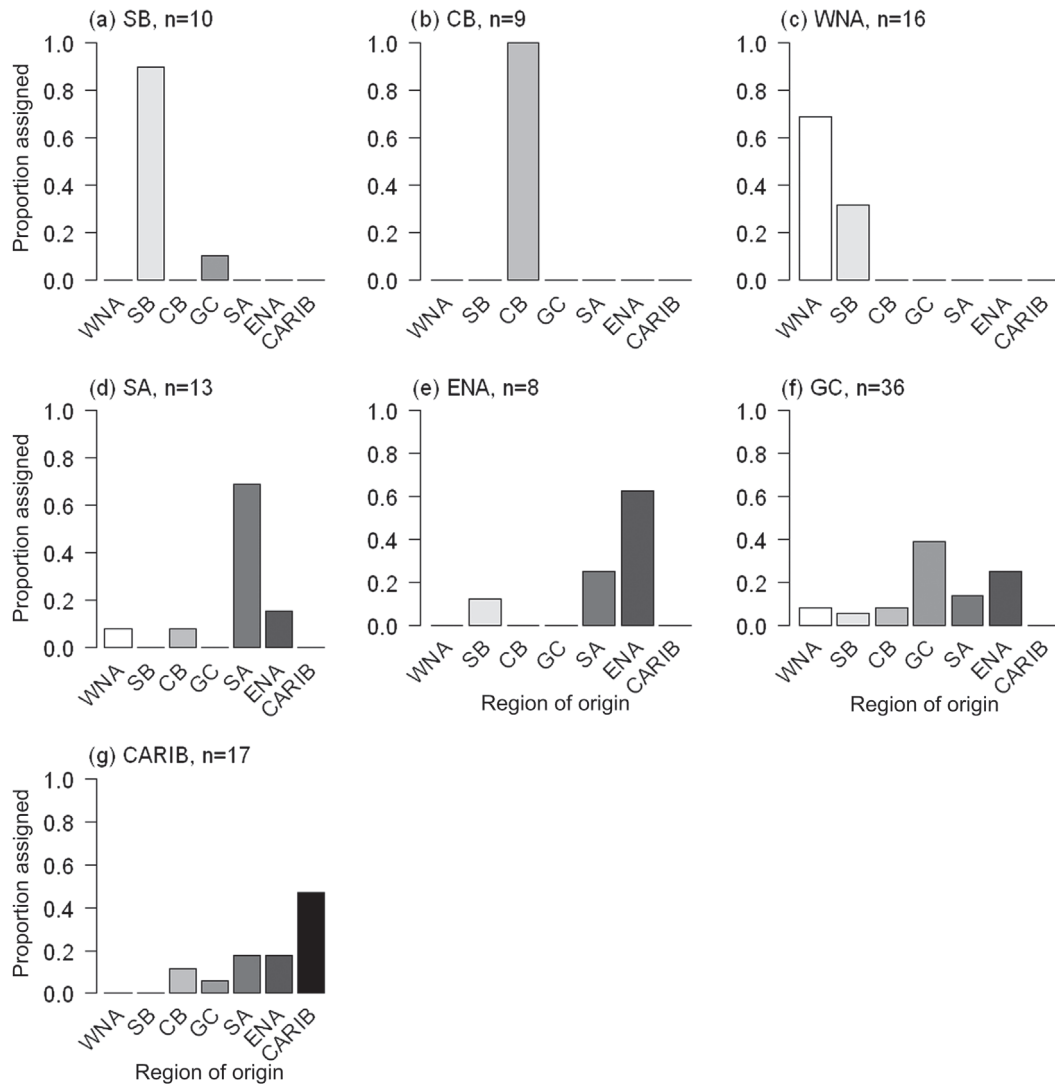 (a) SB, n=10
Proportion assigned
1.0
0.8
0.6
0.4
0.2
0.0
WNA
SB
CB
GC
SA
ENA
CARIB
(b) CB, n=9
1.0
0.8
0.6
0.4
0.2
0.0
WNA
SB
CB
GC
SA
ENA
CARIB
(c) WNA, n=16
1.0
0.8
0.6
0.4
0.2
0.0
WNA
SB
CB
GC
SA
ENA
CARIB
(d) SA, n=13
Proportion assigned
1.0
0.8
0.6
0.4
0.2
0.0
WNA
SB
CB
GC
SA
ENA
CARIB
(e) ENA, n=8
1.0
0.8
0.6
0.4
0.2
0.0
WNA
SB
CB
GC
SA
ENA
CARIB
Region of origin
(f) GC, n=36
1.0
0.8
0.6
0.4
0.2
0.0
WNA
SB
CB
GC
SA
ENA
CARIB
Region of origin
(g) CARIB, n=17
Proportion assigned
1.0
0.8
0.6
0.4
0.2
0.0
WNA
SB
CB
GC
SA
ENA
CARIB
Region of origin